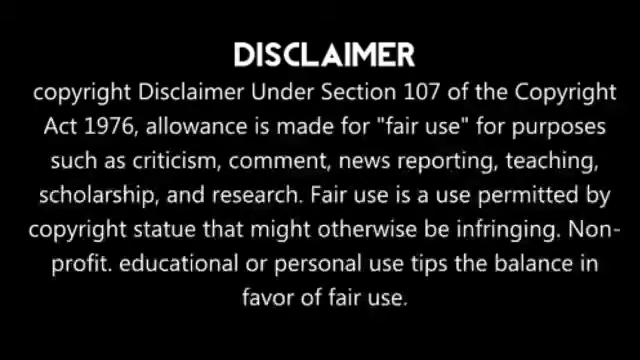 DISCLAIMER
copyright Disclaimer Under Section 107 of the Copyright
Act 1976, allowance is made for "fair use" for purposes
such as criticism, comment, news reporting, teaching,
scholarship, and research. Fair use is a use permitted by
copyright statue that might otherwise be infringing. Non-
profit. educational or personal use tips the balance in
favor of fair use.